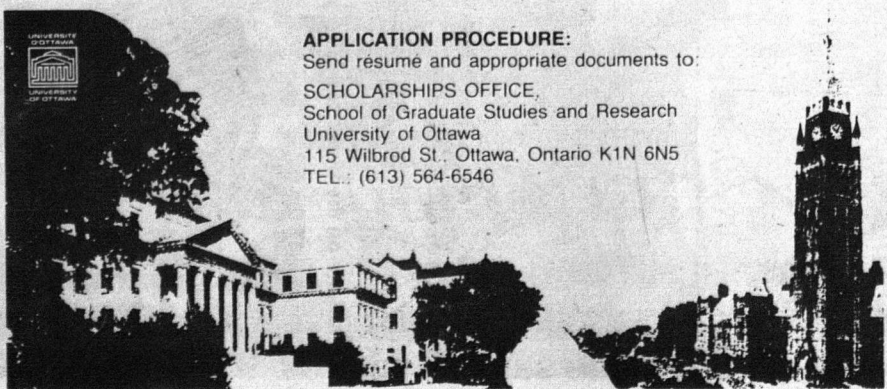 UNIVERSITÉ
D'OTTAWA
UNIVERSITY
OF OTTAWA
APPLICATION PROCEDURE:
Send résumé and appropriate documents to:
SCHOLARSHIPS OFFICE,
School of Graduate Studies and Research
University of Ottawa
115 Wilbrod St., Ottawa, Ontario K1N 6N5
TEL.: (613) 564-6546